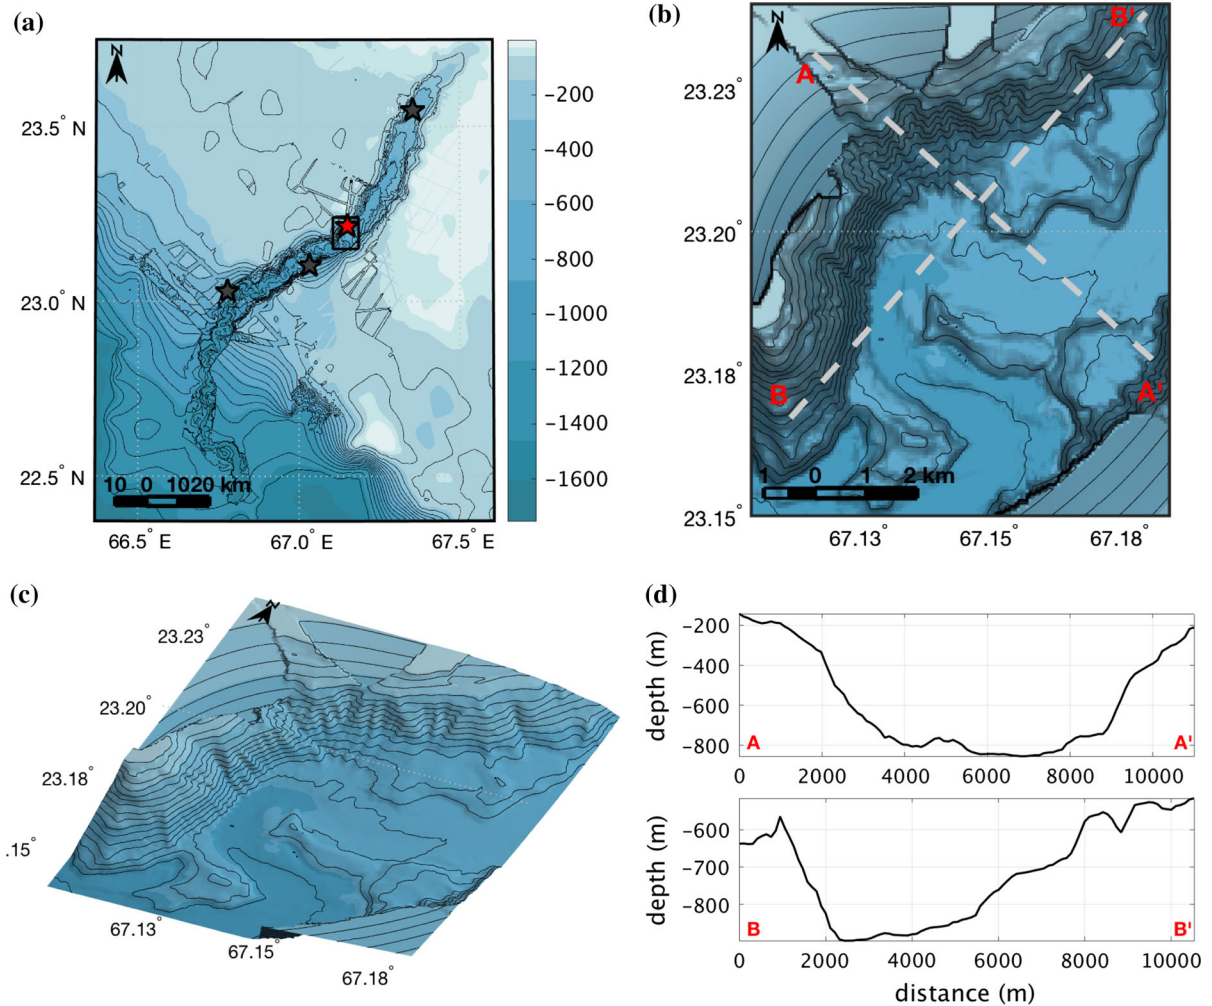 (a)
N
23.5° N
23.0° N
22.5° N
10 0 1020 km
66.5° E 67.0° E 67.5° E
−200
−400
−600
−800
−1000
−1200
−1400
−1600
(b)
N
A
B'
B
A'
23.23°
23.20°
23.18°
23.15°
1 0 1 2 km
67.13° 67.15° 67.18°
(c)
N
23.23°
23.20°
23.18°
.15°
67.13°
67.15°
67.18°
(d)
depth (m)
−200
−400
−600
−800
A A'
0 2000 4000 6000 8000 10000
depth (m)
−600
−700
−800
B B'
0 2000 4000 6000 8000 10000
distance (m)